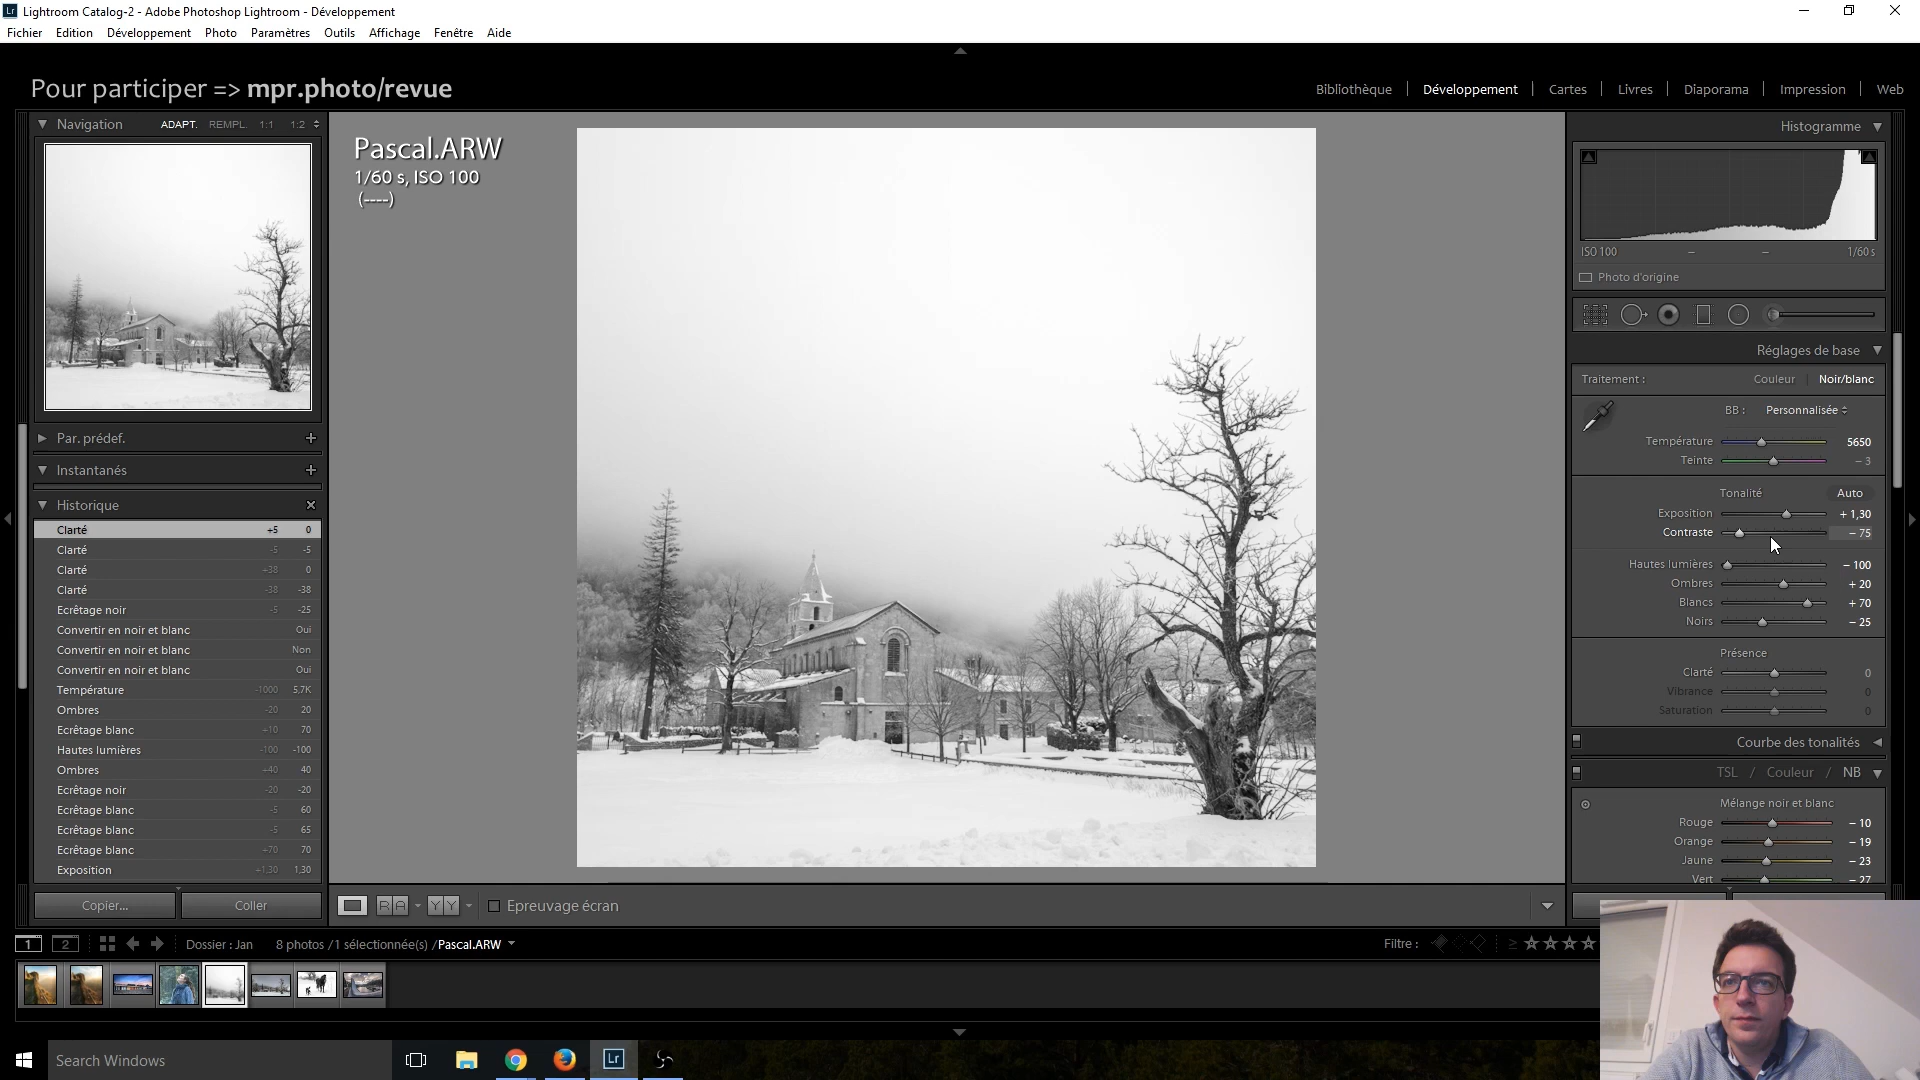 Lightroom Catalog-2 - Adobe Photoshop Lightroom - Développement
Fichier Edition Développement Photo Paramètres Outils Affichage Fenêtre Aide
Pour participer => mpr.photo/revue
Bibliothèque | Développement | Cartes | Livres | Diaporama | Impression | Web
Navigation ADAPT. REMPL. 1:1 1:2
Par. prédef. +
Instantanés +
Historique
Clarté +5 0
Clarté -5 -5
Clarté +38 0
Clarté -38 -38
Ecrêtage noir -5 -25
Convertir en noir et blanc Oui
Convertir en noir et blanc Non
Convertir en noir et blanc Oui
Température -1000 5,7K
Ombres -20 20
Ecrêtage blanc +10 70
Hautes lumières -100 -100
Ombres +40 40
Ecrêtage noir -20 -20
Ecrêtage blanc -5 60
Ecrêtage blanc -5 65
Ecrêtage blanc +70 70
Exposition +1,30 1,30
Copier... Coller
Pascal.ARW
1/60 s, ISO 100
(----)
Histogramme
ISO 100 – – 1/60 s
Photo d'origine
Réglages de base
Traitement : Couleur | Noir/blanc
BB : Personnalisée
Température 5650
Teinte – 3
Tonalité Auto
Exposition + 1,30
Contraste – 75
Hautes lumières – 100
Ombres + 20
Blancs + 70
Noirs – 25
Présence
Clarté 0
Vibrance 0
Saturation 0
Courbe des tonalités
TSL / Couleur / NB
Mélange noir et blanc
Rouge – 10
Orange – 19
Jaune – 23
Vert – 27
R A Y Y Epreuvage écran
1 2 Dossier : Jan 8 photos /1 sélectionnée(s) /Pascal.ARW
Filtre : ≥
Search Windows
Lr